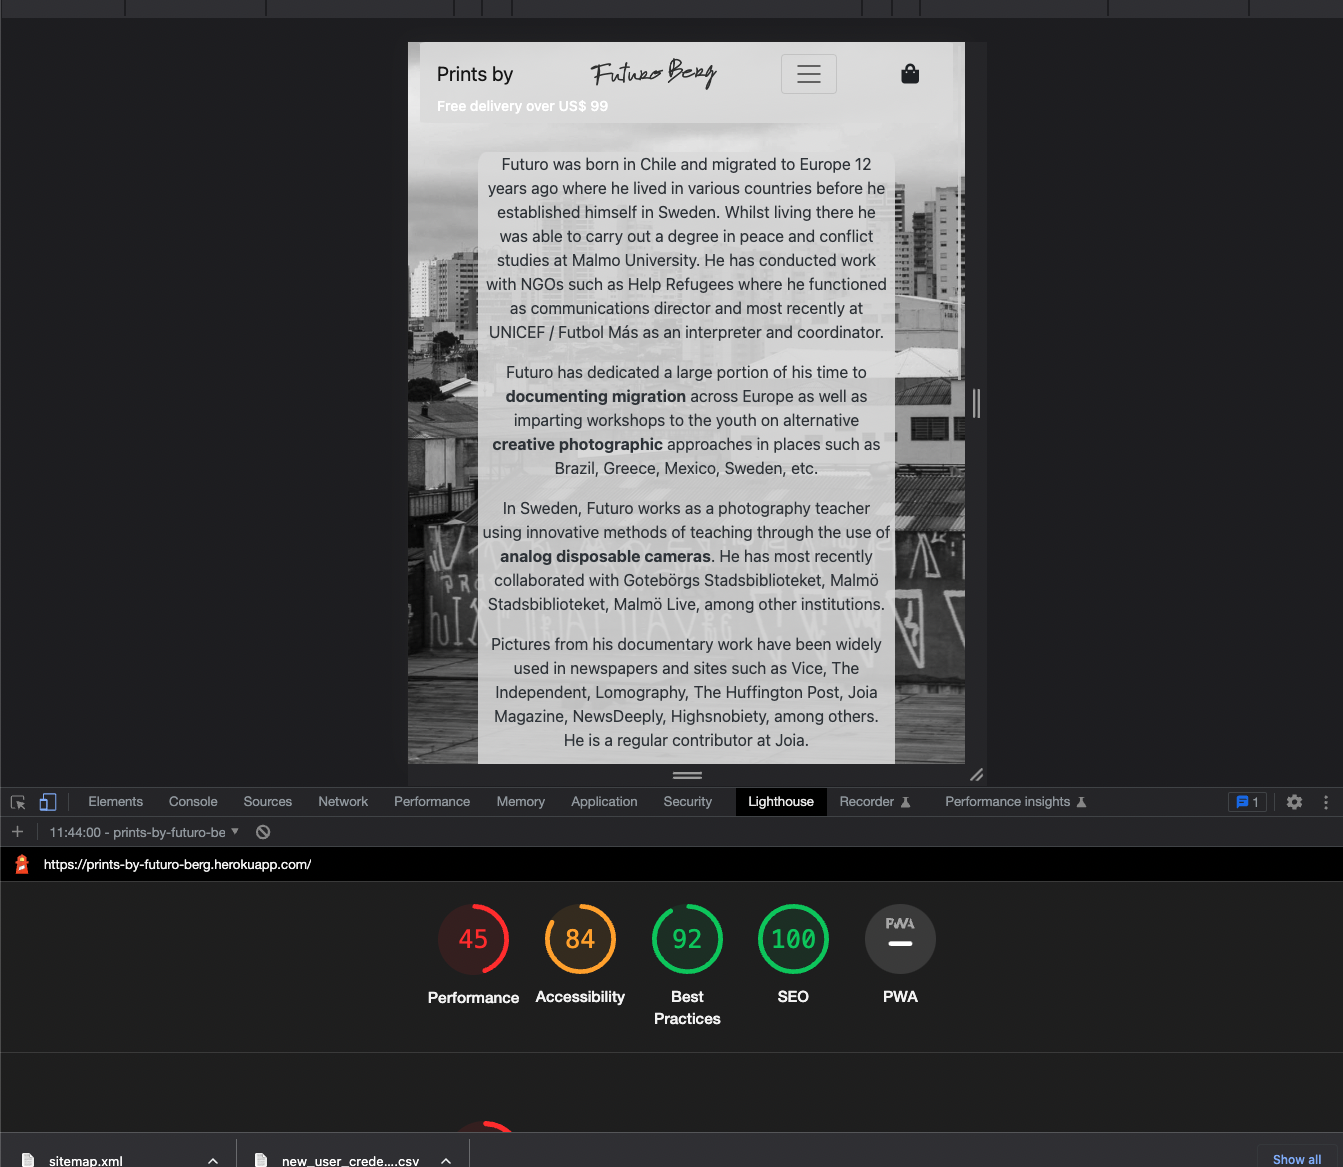 Prints by
Futuro Berg
Free delivery over US$ 99
Futuro was born in Chile and migrated to Europe 12
years ago where he lived in various countries before he
established himself in Sweden. Whilst living there he
was able to carry out a degree in peace and conflict
studies at Malmo University. He has conducted work
with NGOs such as Help Refugees where he functioned
as communications director and most recently at
UNICEF / Futbol Más as an interpreter and coordinator.
Futuro has dedicated a large portion of his time to
documenting migration across Europe as well as
imparting workshops to the youth on alternative
creative photographic approaches in places such as
Brazil, Greece, Mexico, Sweden, etc.
In Sweden, Futuro works as a photography teacher
using innovative methods of teaching through the use of
analog disposable cameras. He has most recently
collaborated with Gotebörgs Stadsbiblioteket, Malmö
Stadsbiblioteket, Malmö Live, among other institutions.
Pictures from his documentary work have been widely
used in newspapers and sites such as Vice, The
Independent, Lomography, The Huffington Post, Joia
Magazine, NewsDeeply, Highsnobiety, among others.
He is a regular contributor at Joia.
Elements Console Sources Network Performance Memory Application Security Lighthouse Recorder Performance insights 1
11:44:00 - prints-by-futuro-be
https://prints-by-futuro-berg.herokuapp.com/
45 84 92 100 PWA
Performance Accessibility Best Practices SEO PWA
sitemap.xml new_user_crede....csv Show all